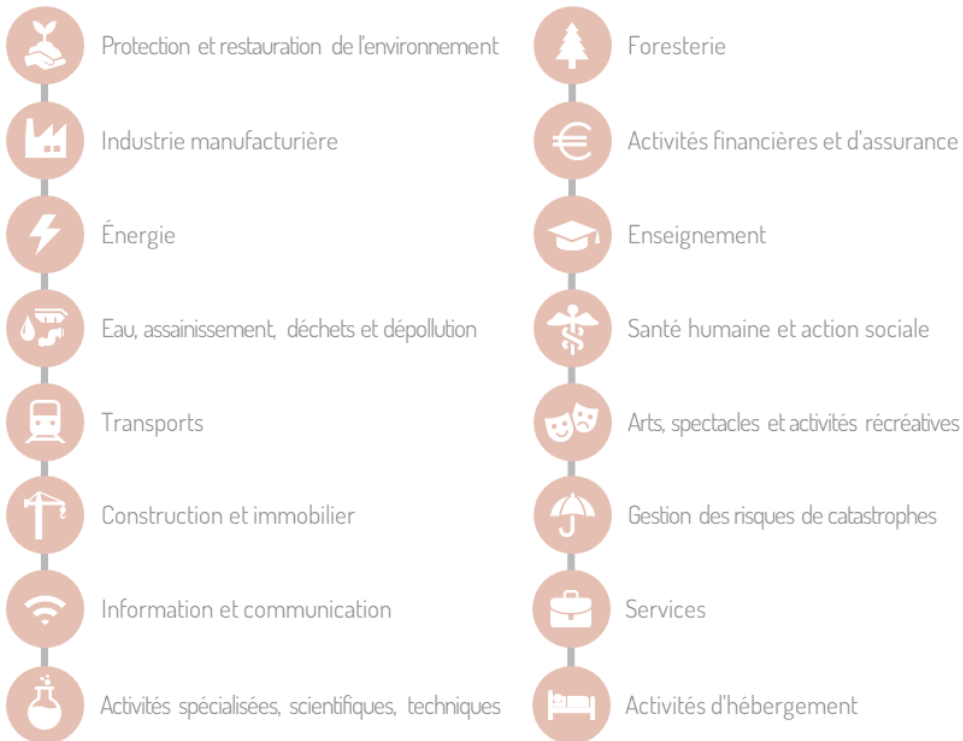 Protection et restauration de l'environnement
Industrie manufacturière
Énergie
Eau, assainissement, déchets et dépollution
Transports
Construction et immobilier
Information et communication
Activités spécialisées, scientifiques, techniques
Foresterie
Activités financières et d'assurance
Enseignement
Santé humaine et action sociale
Arts, spectacles et activités récréatives
Gestion des risques de catastrophes
Services
Activités d'hébergement